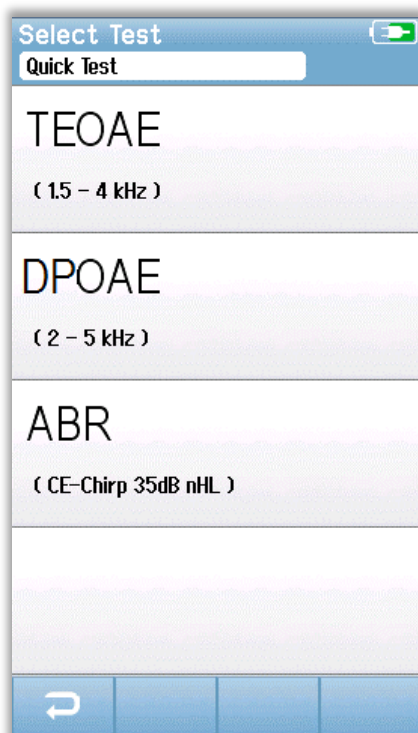 Select Test
Quick Test
TEOAE
( 1.5 - 4 kHz )
DPOAE
( 2 - 5 kHz )
ABR
( CE-Chirp 35dB nHL )